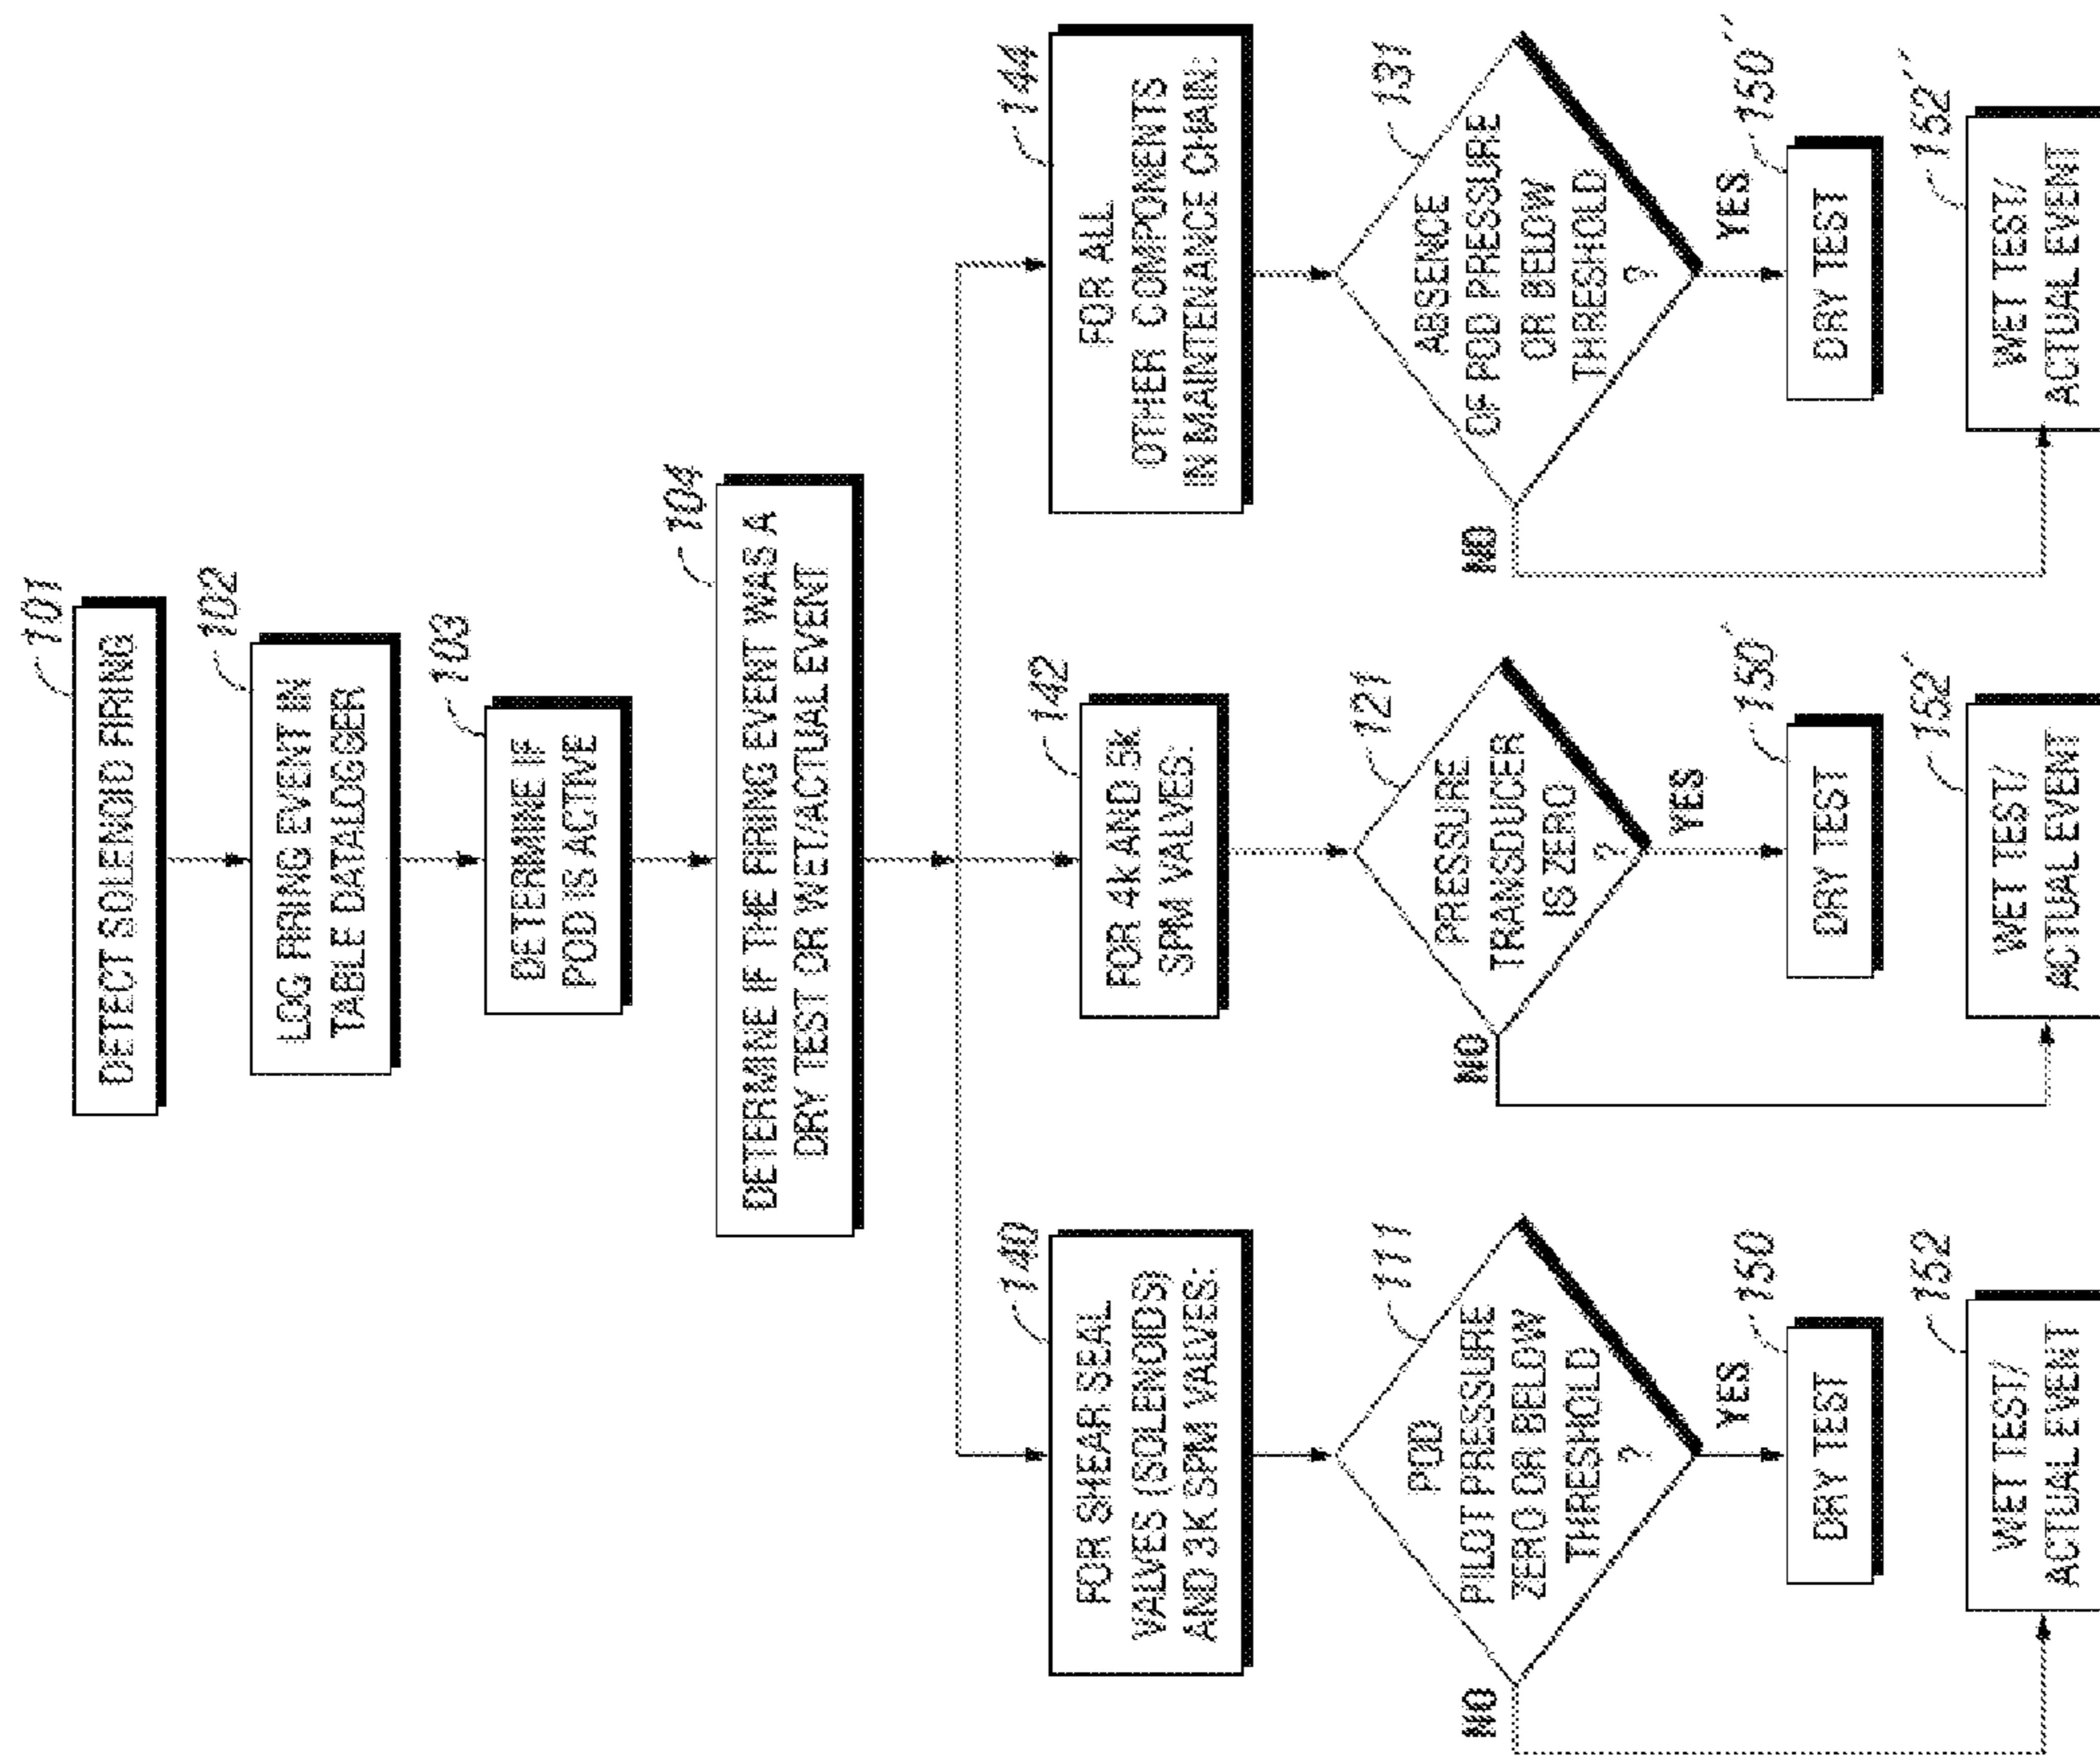 101
DETECT SOLENOID FIRING
102
LOG FIRING EVENT IN
TABLE DATALOGGER
103
DETERMINE IF
POD IS ACTIVE
104
DETERMINE IF THE FIRING EVENT WAS A
DRY TEST OR WET/ACTUAL EVENT
140
FOR SHEAR SEAL
VALVES (SOLENOIDS)
AND 3K SPM VALVES:
111
POD
PILOT PRESSURE
ZERO OR BELOW
THRESHOLD
?
NO
YES
150
DRY TEST
152
WET TEST/
ACTUAL EVENT
142
FOR 4k AND 5k
SPM VALVES:
121
PRESSURE
TRANSDUCER
IS ZERO
?
NO
YES
150'
DRY TEST
152'
WET TEST/
ACTUAL EVENT
144
FOR ALL
OTHER COMPONENTS
IN MAINTENANCE CHAIN:
131
ABSENCE
OF POD PRESSURE
OR BELOW
THRESHOLD
?
NO
YES
150''
DRY TEST
152''
WET TEST/
ACTUAL EVENT